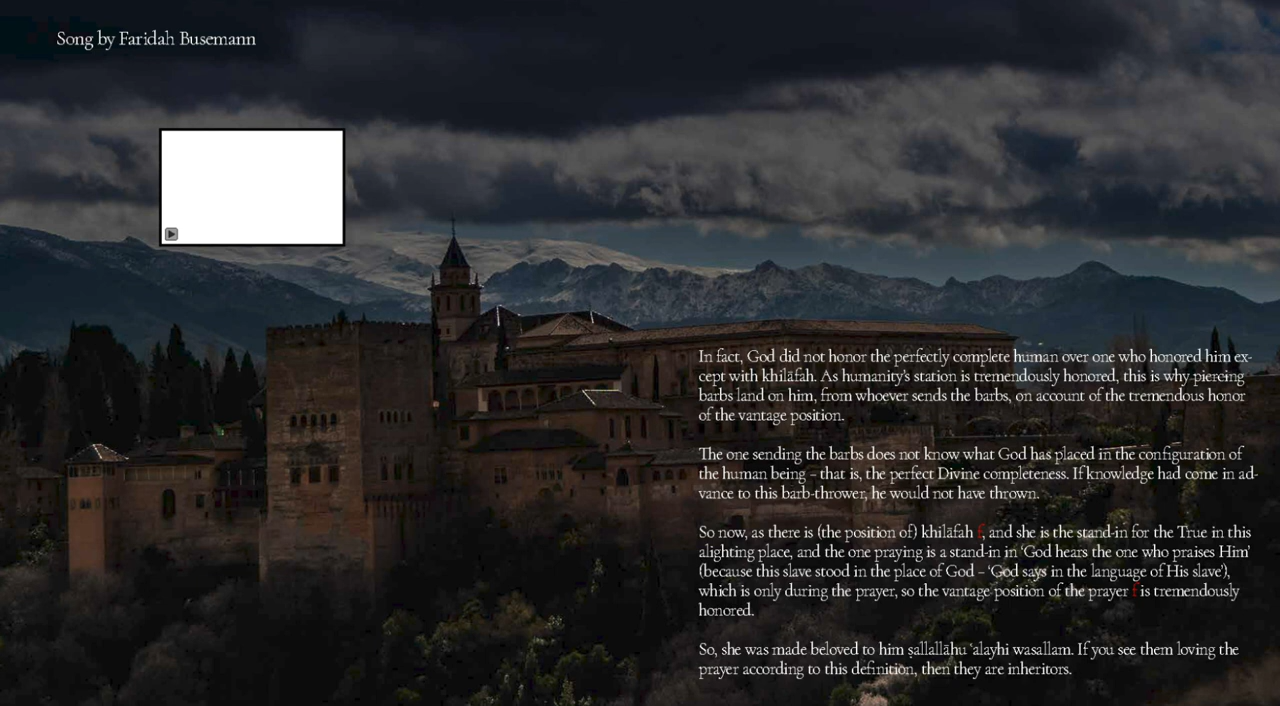 Song by Faridah Busemann
In fact, God did not honor the perfectly complete human over one who honored him ex-
cept with khilāfah. As humanity's station is tremendously honored, this is why piercing
barbs land on him, from whoever sends the barbs, on account of the tremendous honor
of the vantage position.
The one sending the barbs does not know what God has placed in the configuration of
the human being – that is, the perfect Divine completeness. If knowledge had come in ad-
vance to this barb-thrower, he would not have thrown.
So now, as there is (the position of) khilāfah f, and she is the stand-in for the True in this
alighting place, and the one praying is a stand-in in ‘God hears the one who praises Him’
(because this slave stood in the place of God – ‘God says in the language of His slave’),
which is only during the prayer, so the vantage position of the prayer f is tremendously
honored.
So, she was made beloved to him ṣallallāhu ʿalayhi wasallam. If you see them loving the
prayer according to this definition, then they are inheritors.